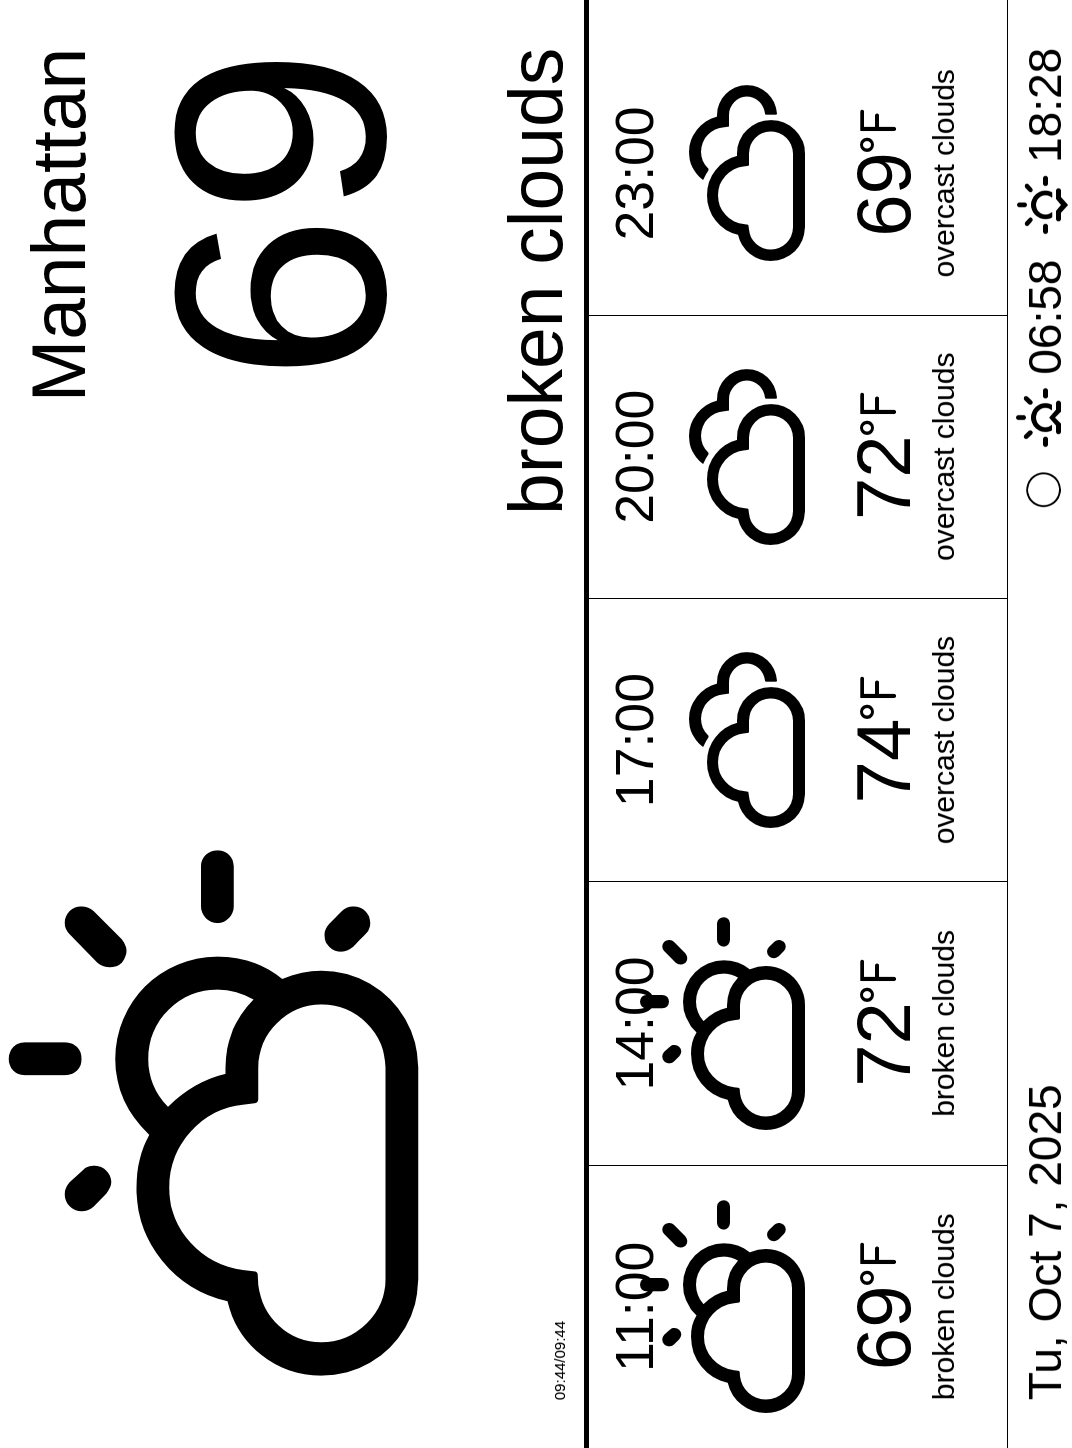 Manhattan
69
broken clouds
09:44/09:44
11:00
69°F
broken clouds
14:00
72°F
broken clouds
17:00
74°F
overcast clouds
20:00
72°F
overcast clouds
23:00
69°F
overcast clouds
Tu, Oct 7, 2025
06:58
18:28